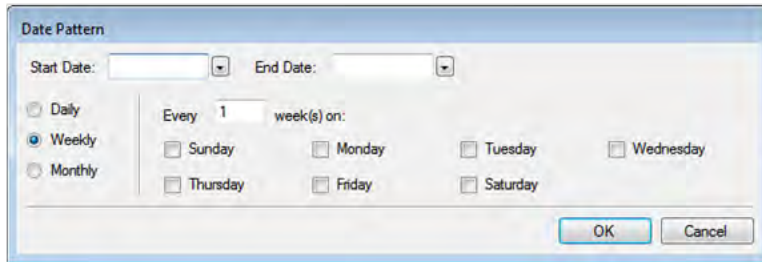 Date Pattern
Start Date: End Date:
Daily
Every 1 week(s) on:
Weekly
Sunday Monday Tuesday Wednesday
Monthly
Thursday Friday Saturday
OK Cancel